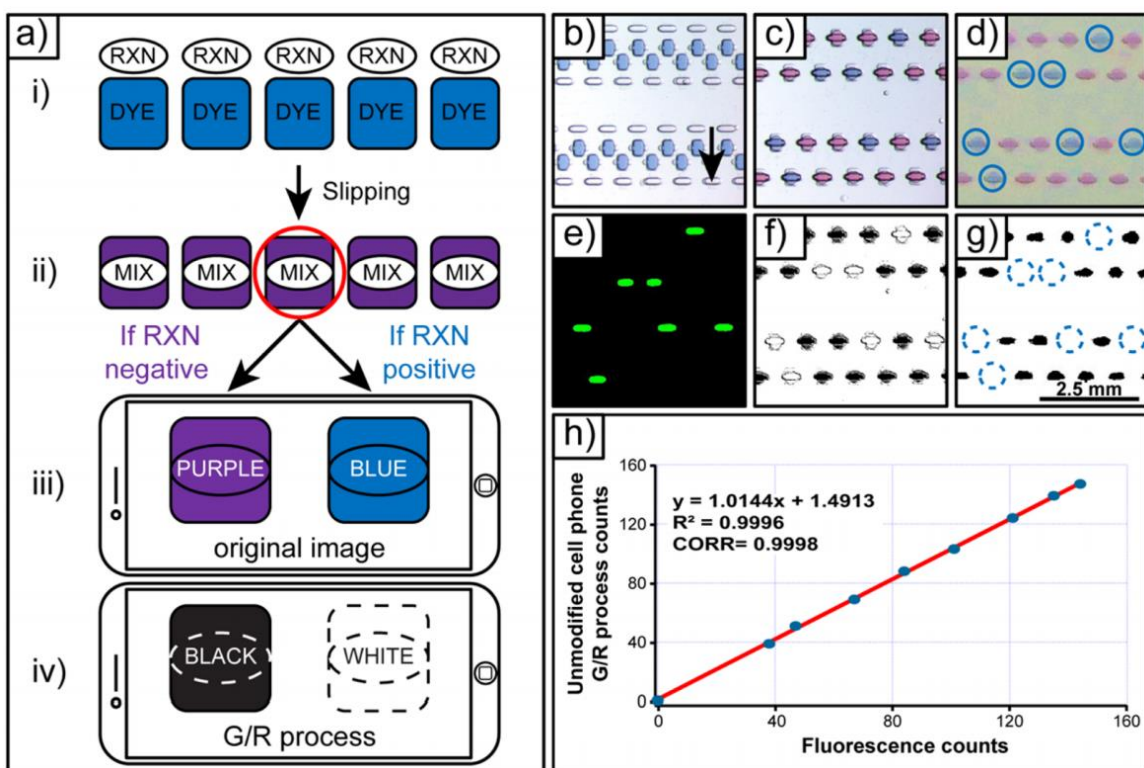 a)
RXN RXN RXN RXN RXN
i)
DYE DYE DYE DYE DYE
Slipping
ii)
MIX MIX MIX MIX MIX
If RXN
negative
If RXN
positive
iii)
PURPLE BLUE
original image
iv)
BLACK WHITE
G/R process
b)
c)
d)
e)
f)
g)
2.5 mm
h)
160
120
80
40
0
Unmodified cell phone
G/R process counts
y = 1.0144x + 1.4913
R² = 0.9996
CORR= 0.9998
0 40 80 120 160
Fluorescence counts